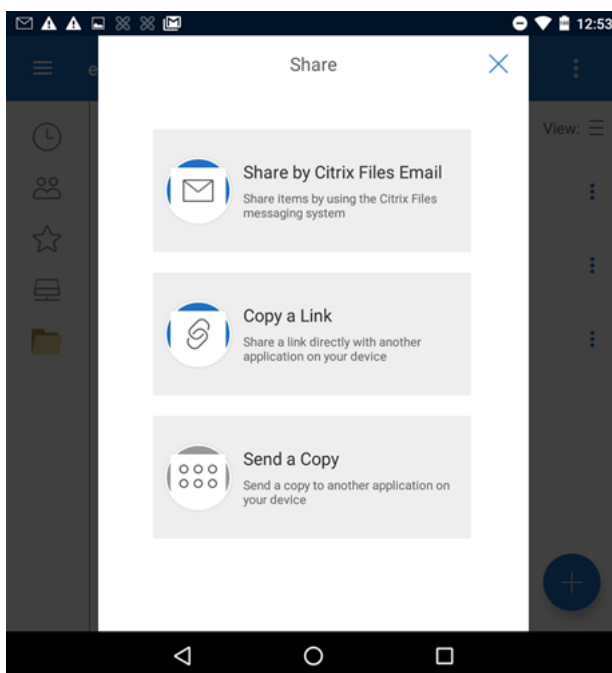 12:53
e
Share
View:
Share by Citrix Files Email
Share items by using the Citrix Files
messaging system
Copy a Link
Share a link directly with another
application on your device
Send a Copy
Send a copy to another application on
your device